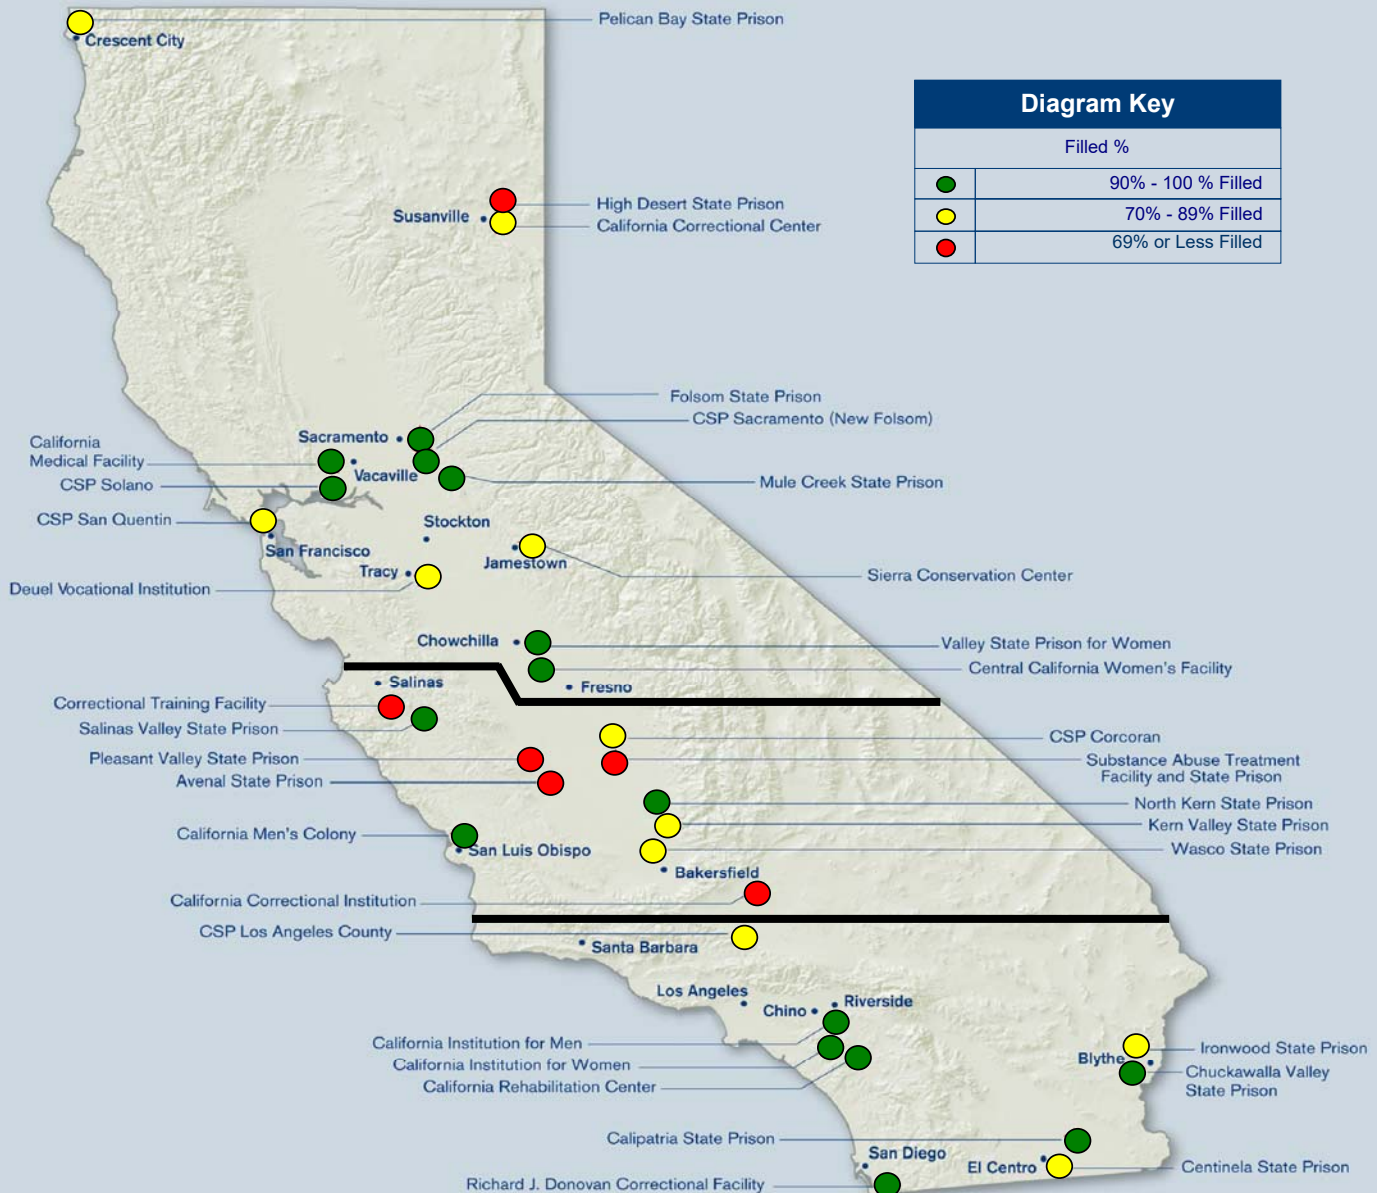 Pelican Bay State Prison
Crescent City
Diagram Key
Filled %
90% - 100 % Filled
70% - 89% Filled
69% or Less Filled
High Desert State Prison
Susanville
California Correctional Center
Folsom State Prison
CSP Sacramento (New Folsom)
Sacramento
California
Medical Facility
Vacaville
CSP Solano
Mule Creek State Prison
CSP San Quentin
Stockton
San Francisco
Jamestown
Tracy
Sierra Conservation Center
Deuel Vocational Institution
Chowchilla
Valley State Prison for Women
Central California Women's Facility
Salinas
Fresno
Correctional Training Facility
Salinas Valley State Prison
CSP Corcoran
Pleasant Valley State Prison
Substance Abuse Treatment
Facility and State Prison
Avenal State Prison
North Kern State Prison
Kern Valley State Prison
California Men's Colony
San Luis Obispo
Wasco State Prison
Bakersfield
California Correctional Institution
CSP Los Angeles County
Santa Barbara
Los Angeles
Chino
Riverside
California Institution for Men
California Institution for Women
California Rehabilitation Center
Ironwood State Prison
Blythe
Chuckawalla Valley
State Prison
Calipatria State Prison
San Diego
El Centro
Centinela State Prison
Richard J. Donovan Correctional Facility